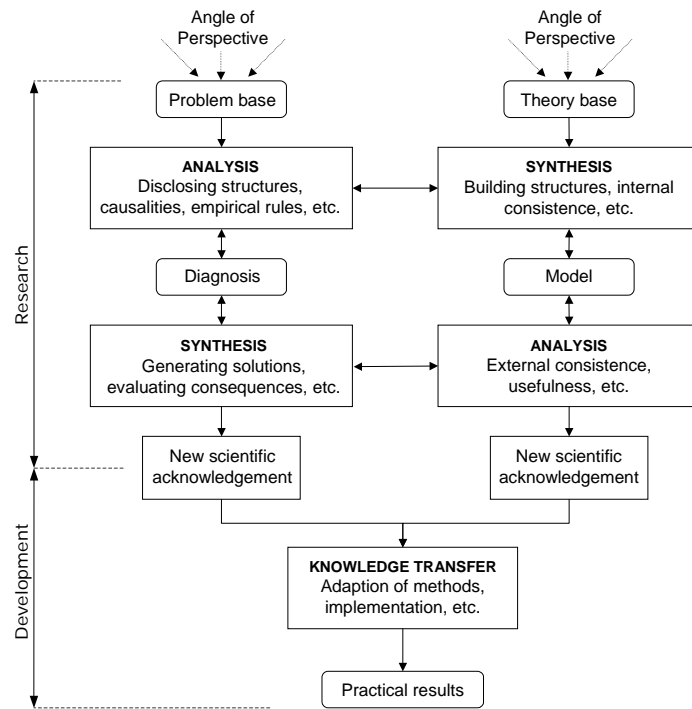 Angle of
Perspective
Angle of
Perspective
Problem base
Theory base
ANALYSIS
Disclosing structures,
causalities, empirical rules, etc.
SYNTHESIS
Building structures, internal
consistence, etc.
Diagnosis
Model
SYNTHESIS
Generating solutions,
evaluating consequences, etc.
ANALYSIS
External consistence,
usefulness, etc.
New scientific
acknowledgement
New scientific
acknowledgement
KNOWLEDGE TRANSFER
Adaption of methods,
implementation, etc.
Practical results
Research
Development